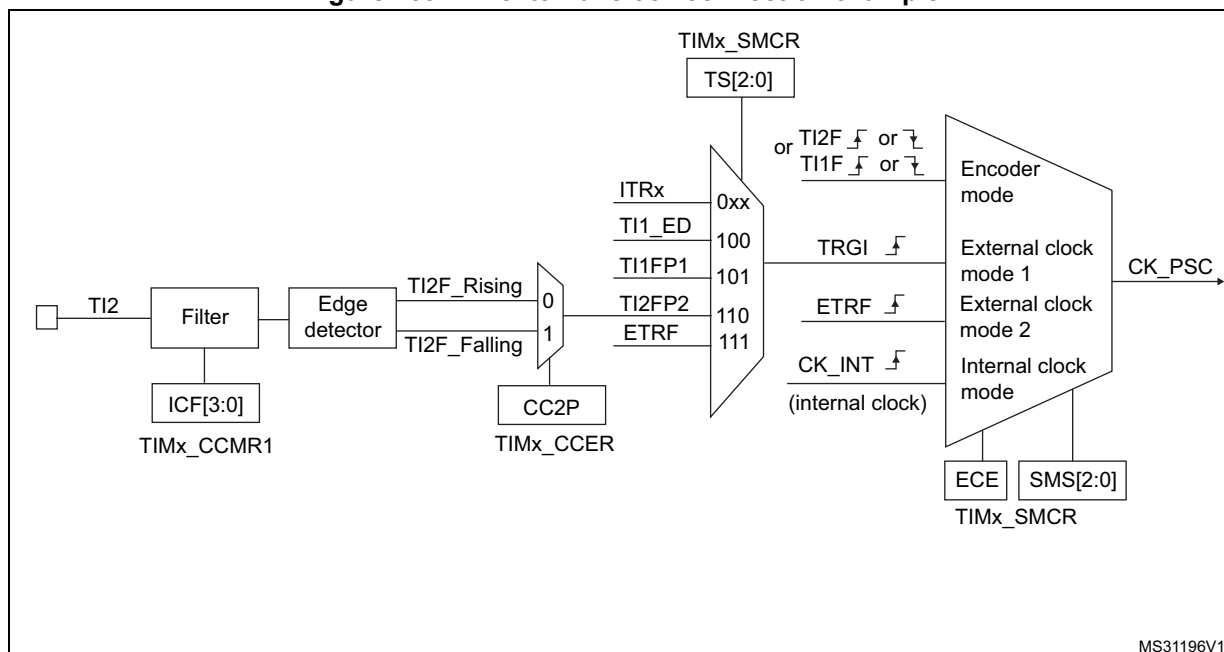 TIMx_SMCR
TS[2:0]
or TI2F or
TI1F or
Encoder
mode
ITRx
0xx
TI1_ED
100
TI1FP1
101
TI2FP2
110
ETRF
111
TRGI
External clock
mode 1
CK_PSC
ETRF
External clock
mode 2
CK_INT
(internal clock)
Internal clock
mode
TI2
Filter
Edge
detector
TI2F_Rising
0
TI2F_Falling
1
ICF[3:0]
TIMx_CCMR1
CC2P
TIMx_CCER
ECE
SMS[2:0]
TIMx_SMCR
MS31196V1